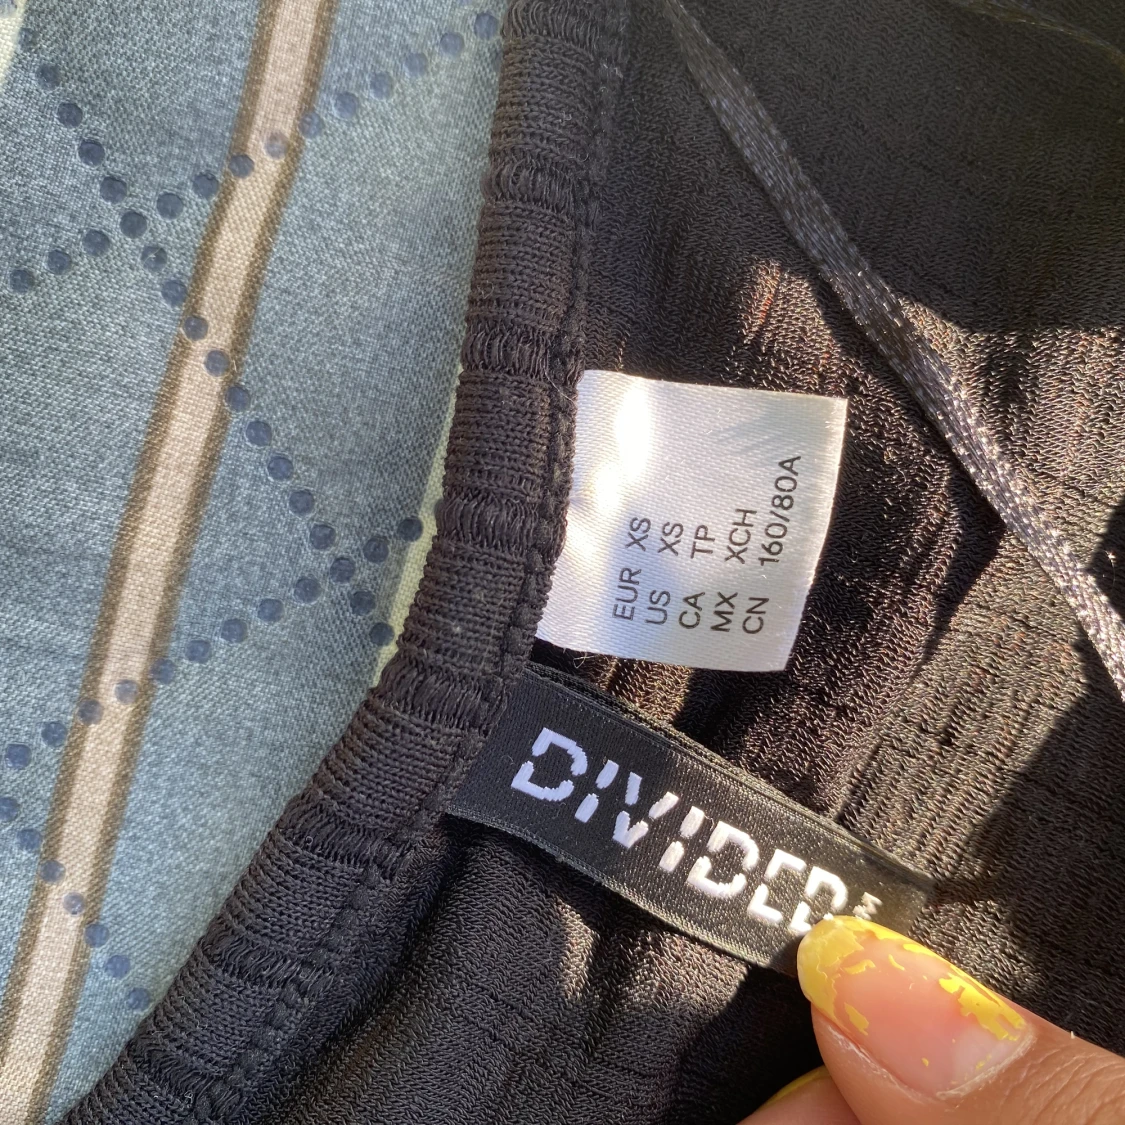 EUR XS
US XS
CA TP
MX XCH
CN 160/80A
DIVIDED